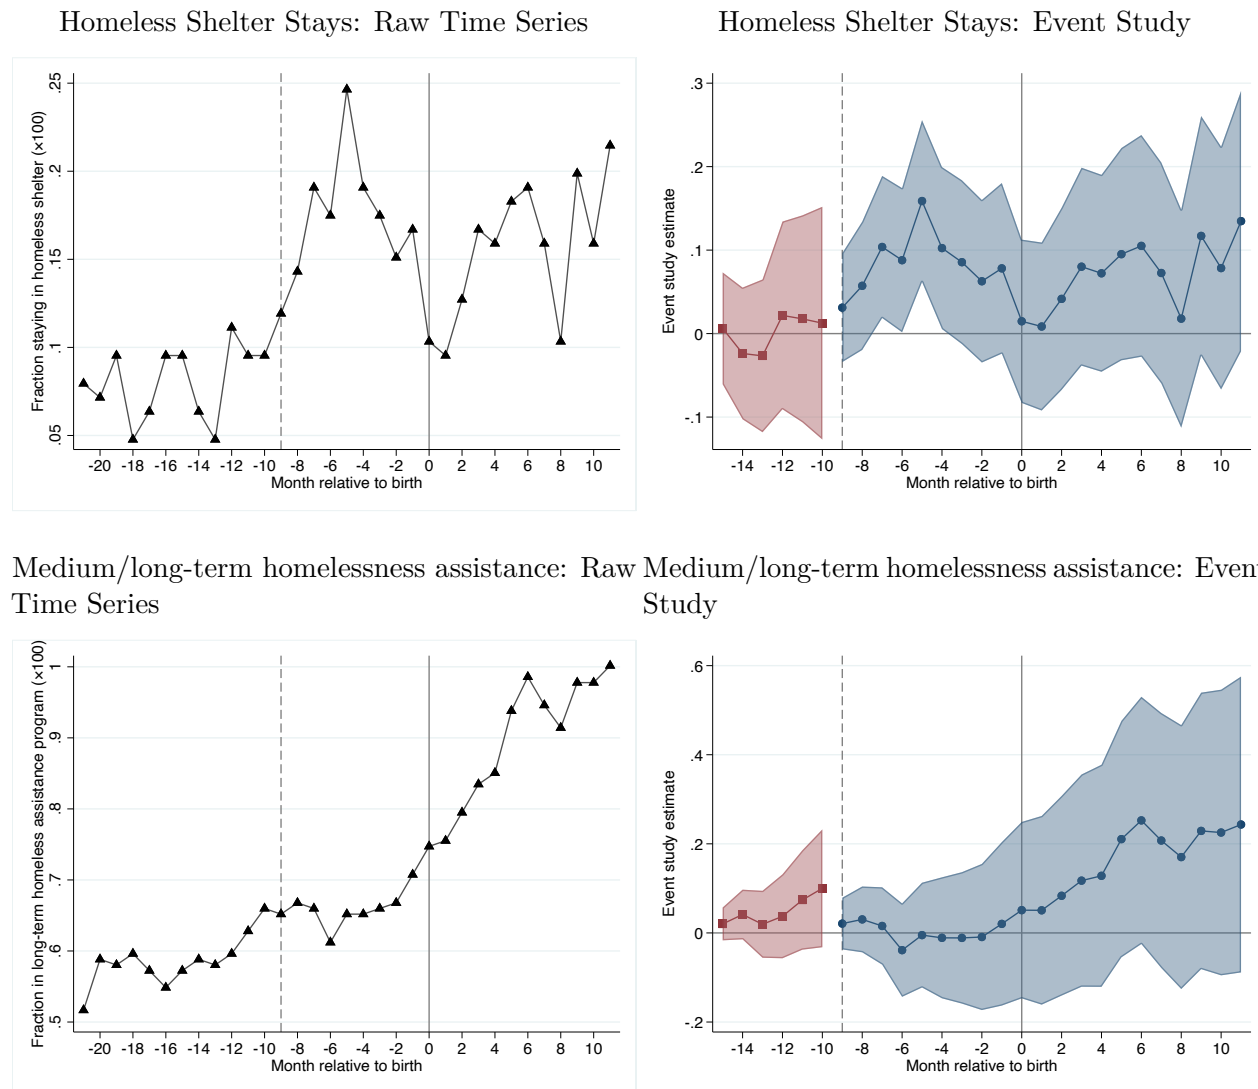 Homeless Shelter Stays: Raw Time Series
Fraction staying in homeless shelter (×100)
.25
.2
.15
.1
.05
-20 -18 -16 -14 -12 -10 -8 -6 -4 -2 0 2 4 6 8 10
Month relative to birth
Homeless Shelter Stays: Event Study
Event study estimate
.3
.2
.1
0
-.1
-14 -12 -10 -8 -6 -4 -2 0 2 4 6 8 10
Month relative to birth
Medium/long-term homelessness assistance: Raw
Time Series
Fraction in long-term homeless assistance program (×100)
1
.9
.8
.7
.6
.5
-20 -18 -16 -14 -12 -10 -8 -6 -4 -2 0 2 4 6 8 10
Month relative to birth
Medium/long-term homelessness assistance: Event
Study
Event study estimate
.6
.4
.2
0
-.2
-14 -12 -10 -8 -6 -4 -2 0 2 4 6 8 10
Month relative to birth